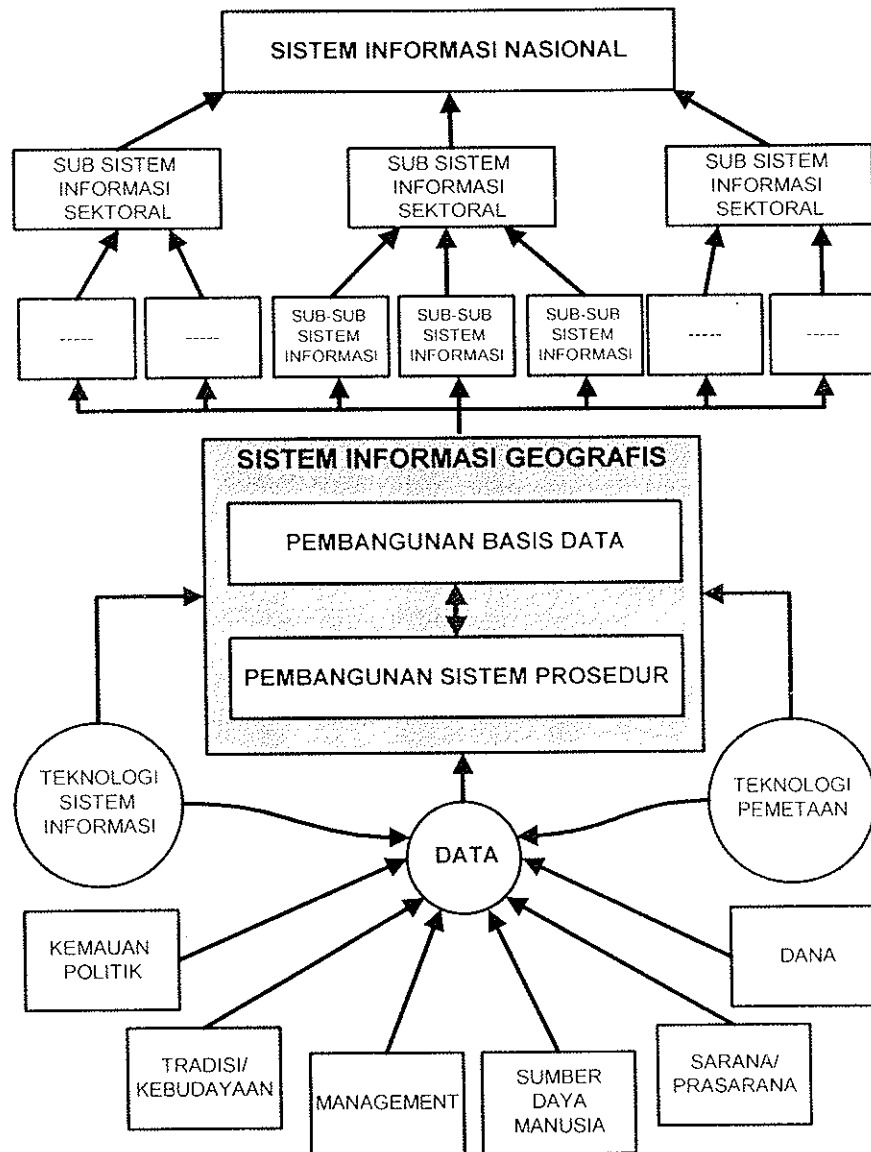 SISTEM INFORMASI NASIONAL
SUB SISTEM
INFORMASI
SEKTORAL
SUB SISTEM
INFORMASI
SEKTORAL
SUB SISTEM
INFORMASI
SEKTORAL
-----
-----
SUB-SUB
SISTEM
INFORMASI
SUB-SUB
SISTEM
INFORMASI
SUB-SUB
SISTEM
INFORMASI
-----
-----
SISTEM INFORMASI GEOGRAFIS
PEMBANGUNAN BASIS DATA
PEMBANGUNAN SISTEM PROSEDUR
TEKNOLOGI
SISTEM
INFORMASI
TEKNOLOGI
PEMETAAN
DATA
KEMAUAN
POLITIK
DANA
TRADISI/
KEBUDAYAAN
MANAGEMENT
SUMBER
DAYA
MANUSIA
SARANA/
PRASARANA